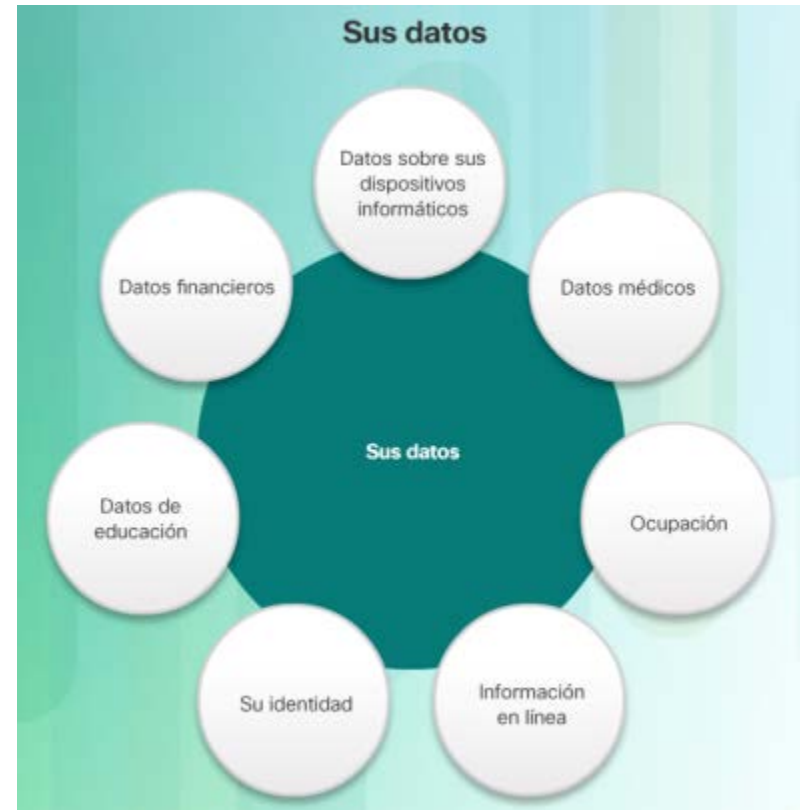 Sus datos
Datos sobre sus
dispositivos
informáticos
Datos financieros
Datos médicos
Sus datos
Datos de
educación
Ocupación
Su identidad
Información
en línea